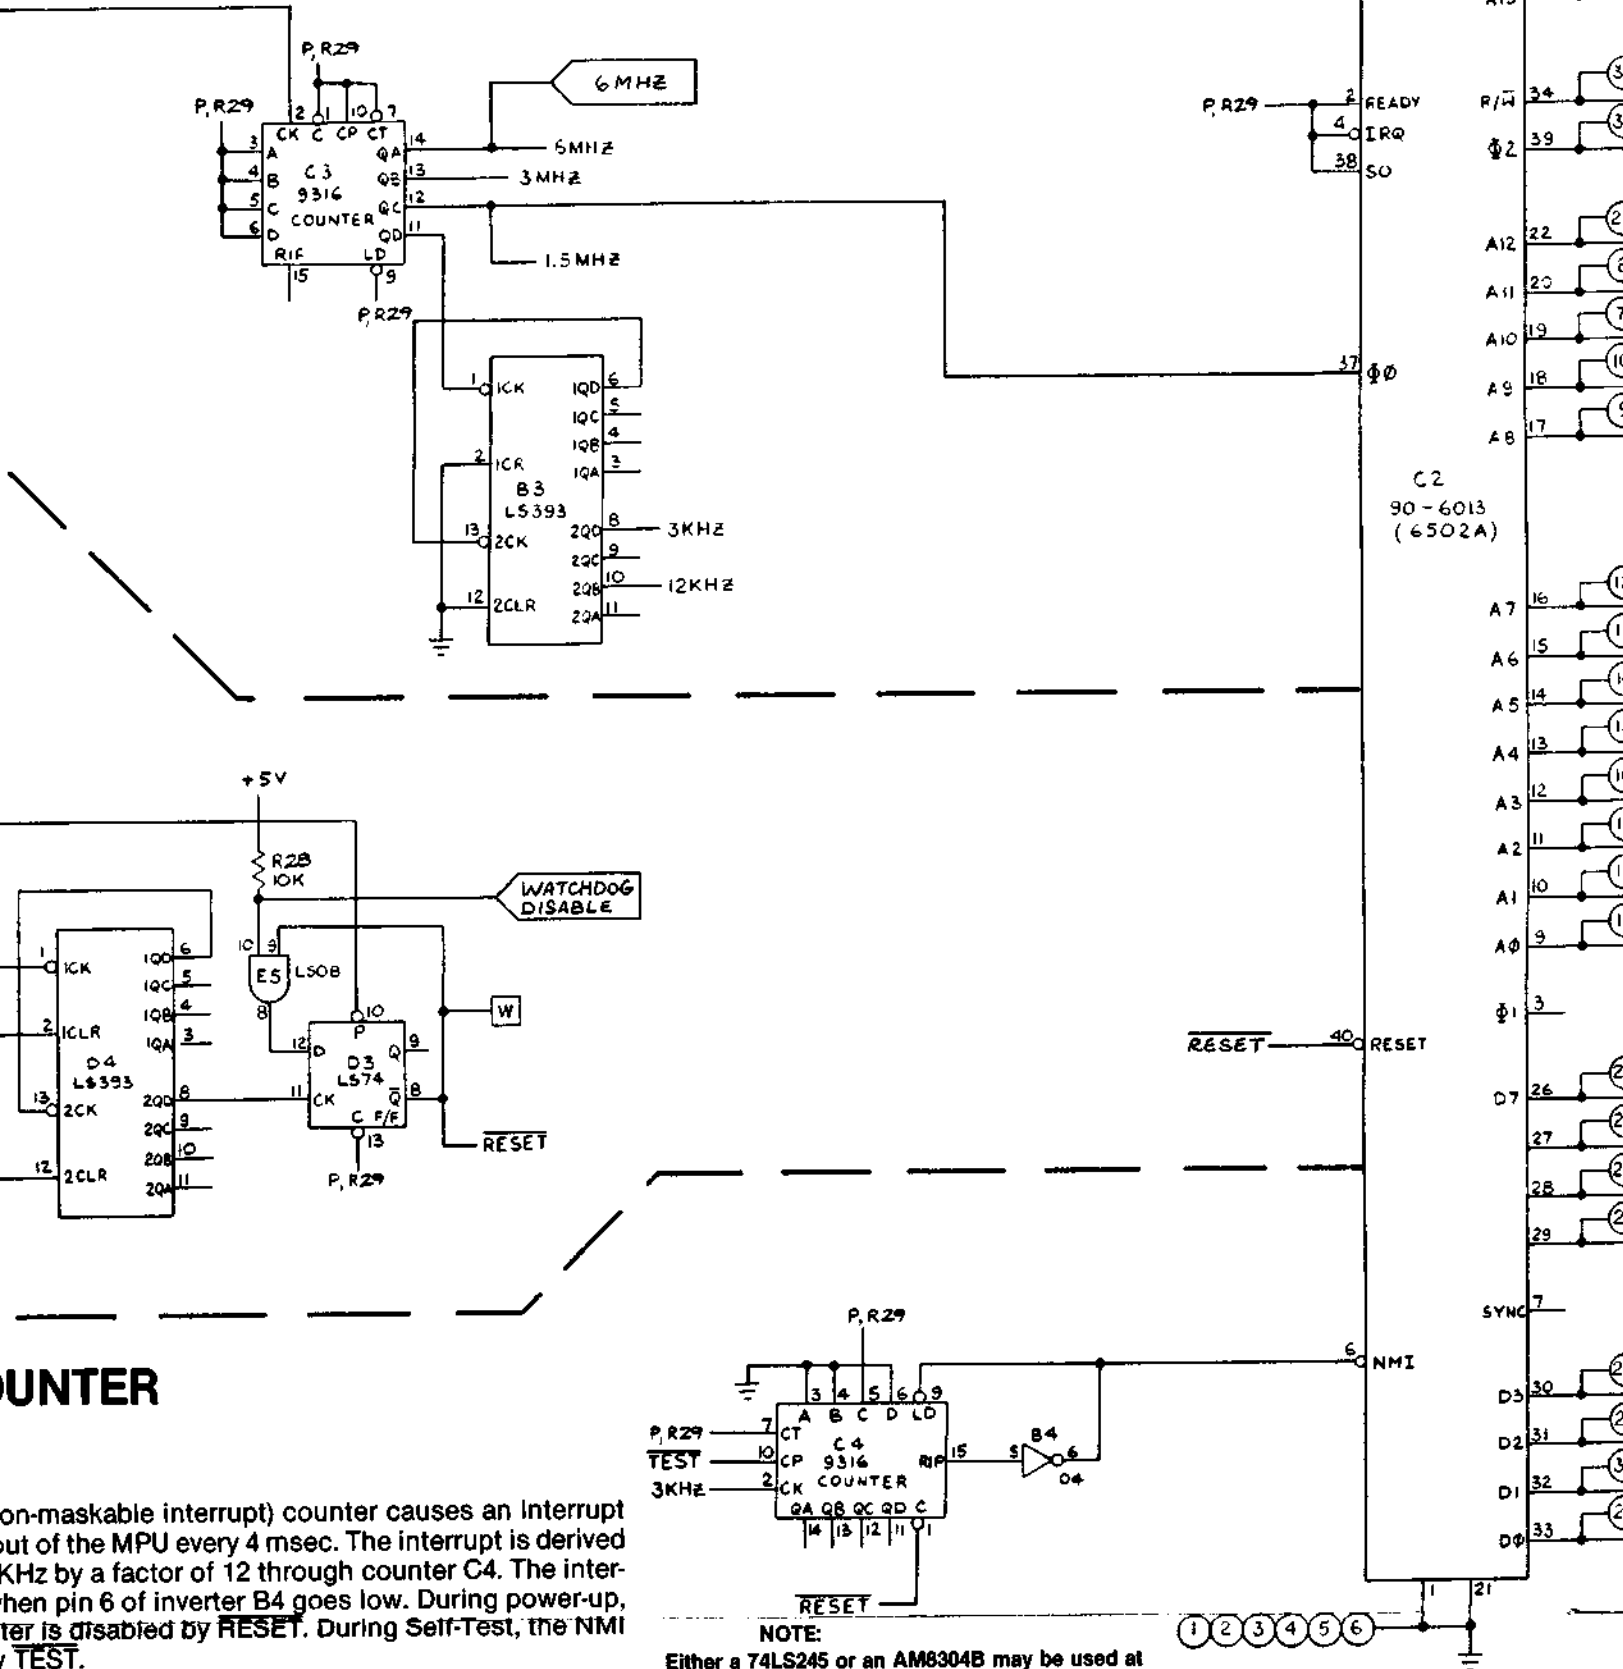 P,R29
6 MHZ
P,R29
2 1 10 7
CK C CP CT
3 A QA 14 6MHZ
4 B C3 QB 13 3MHZ
5 C 9316 QC 12
6 D COUNTER QD 11
RIF LD
15 9
1.5MHZ
P,R29
1 1CK 1QD 6
1QC 5
1QB 4
2 1CR 1QA 3
B3
LS393
13 2CK 2QD 8 3KHZ
2QC 9
2QB 10 12KHZ
12 2CLR 2QA 11
P,R29 2 READY
4 IRQ
38 SO
37 Φ0
R/W̅ 34
Φ2 39
A12 22
A11 20
A10 19
A9 18
A8 17
C2
90-6013
(6502A)
A7 16
A6 15
A5 14
A4 13
A3 12
A2 11
A1 10
AΦ 9
Φ1 3
R̅E̅S̅E̅T̅ 40 RESET
D7 26
27
28
29
SYNC 7
6 NMI
D3 30
D2 31
D1 32
DΦ 33
1 21
+5V
R28
10K
WATCHDOG
DISABLE
10 9
E5 LS08
8
W
1 1CK 1QD 6
1QC 5
1QB 4
2 1CLR 1QA 3
D4
LS393
13 2CK 2QD 8
2QC 9
2QB 10
12 2CLR 2QA 11
10
P
12 D Q 9
D3
LS74
11 CK Q̅ 8
C F/F
13
P,R29
R̅E̅S̅E̅T̅
P,R29
3 4 5 6 9
A B C D LD
P,R29 7 CT
T̅E̅S̅T̅ 10 CP
3KHZ 2 CK
C4
9316
COUNTER
RIP 15
5 B4 6
04
QA QB QC QD C
14 13 12 11 1
R̅E̅S̅E̅T̅
OUNTER
on-maskable interrupt) counter causes an Interrupt
out of the MPU every 4 msec. The interrupt is derived
KHz by a factor of 12 through counter C4. The inter-
when pin 6 of inverter B4 goes low. During power-up,
ter is disabled by R̅E̅S̅E̅T̅. During Self-Test, the NMI
y T̅E̅S̅T̅.
1 2 3 4 5 6
NOTE:
Either a 74LS245 or an AM8304B may be used at